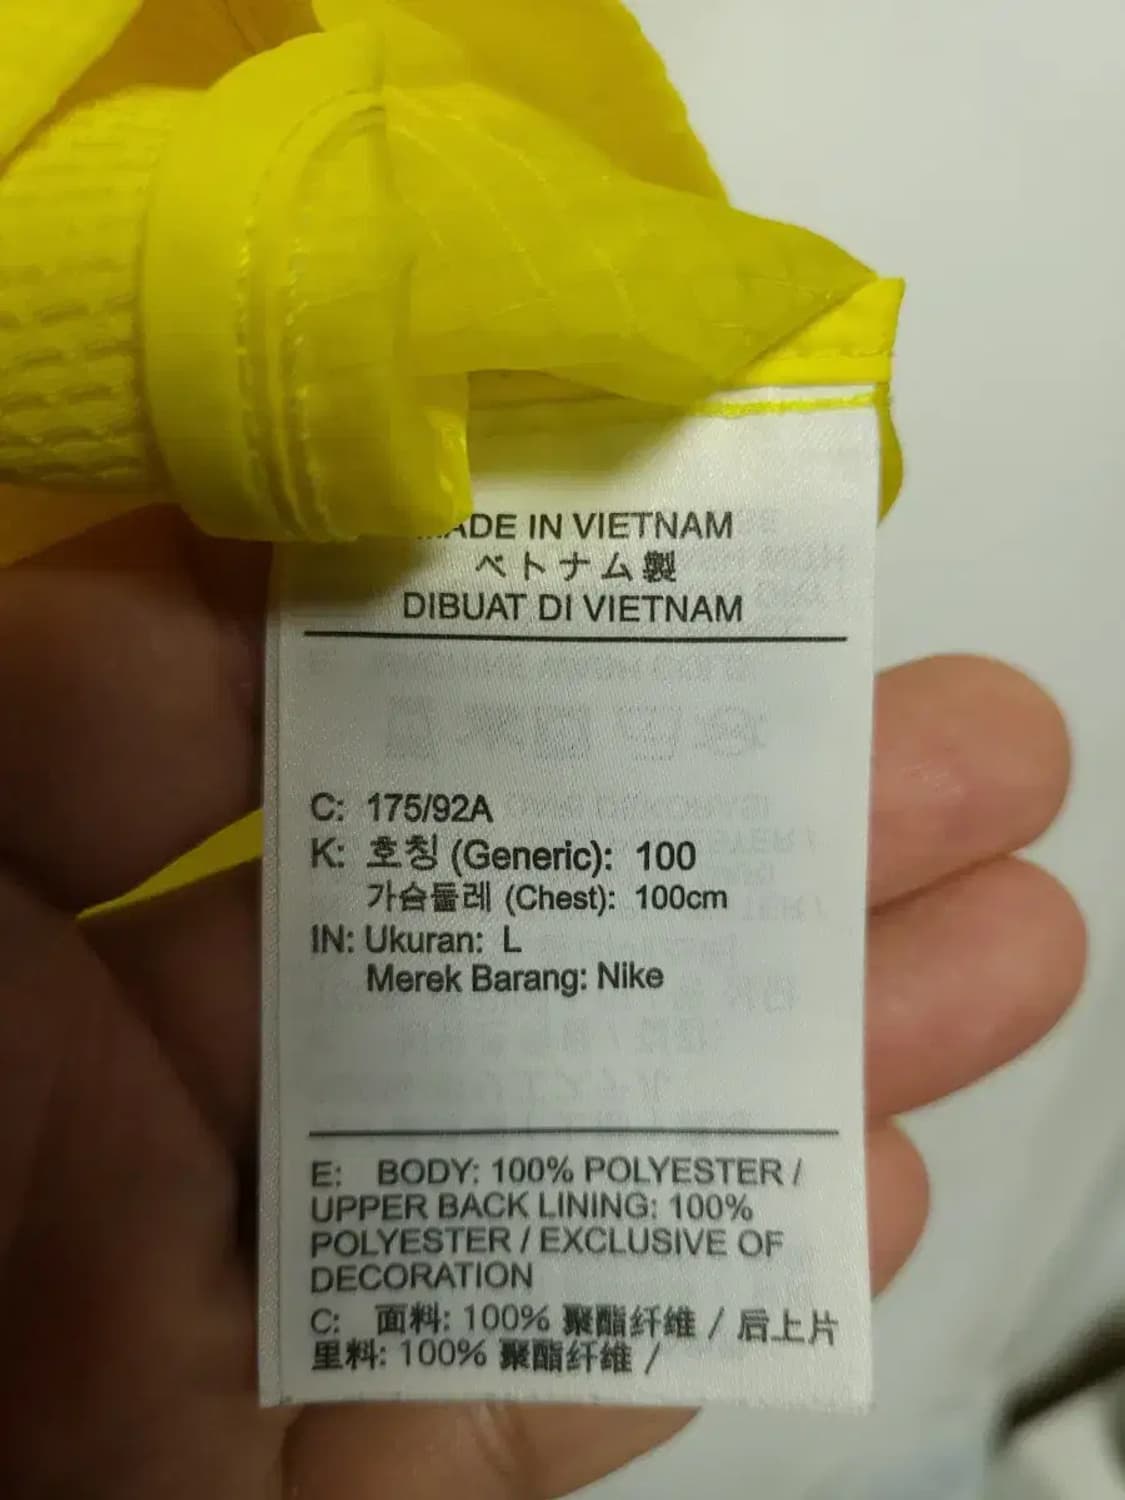 MADE IN VIETNAM
ベトナム製
DIBUAT DI VIETNAM
C: 175/92A
K: 호칭 (Generic): 100
가슴둘레 (Chest): 100cm
IN: Ukuran: L
Merek Barang: Nike
E: BODY: 100% POLYESTER /
UPPER BACK LINING: 100%
POLYESTER / EXCLUSIVE OF
DECORATION
C: 面料: 100% 聚酯纤维 / 后上片
里料: 100% 聚酯纤维 /